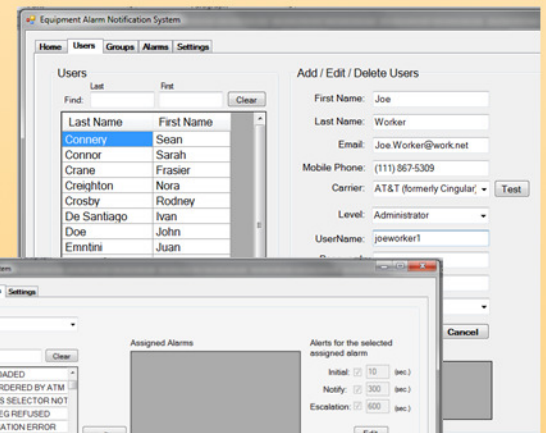 Equipment Alarm Notification System
Home Users Groups Alarms Settings
Users
Last First
Find: Clear
Last Name First Name
Connery Sean
Connor Sarah
Crane Frasier
Creighton Nora
Crosby Rodney
De Santiago Ivan
Doe John
Emntini Juan
Add / Edit / Delete Users
First Name: Joe
Last Name: Worker
Email: Joe.Worker@work.net
Mobile Phone: (111) 867-5309
Carrier: AT&T (formerly Cingular) Test
Level: Administrator
UserName: joeworker1
Cancel
Settings
Clear
Assigned Alarms
Alerts for the selected
assigned alarm
Initial: 10 (sec.)
Notify: 300 (sec.)
Escalation: 600 (sec.)
Edit